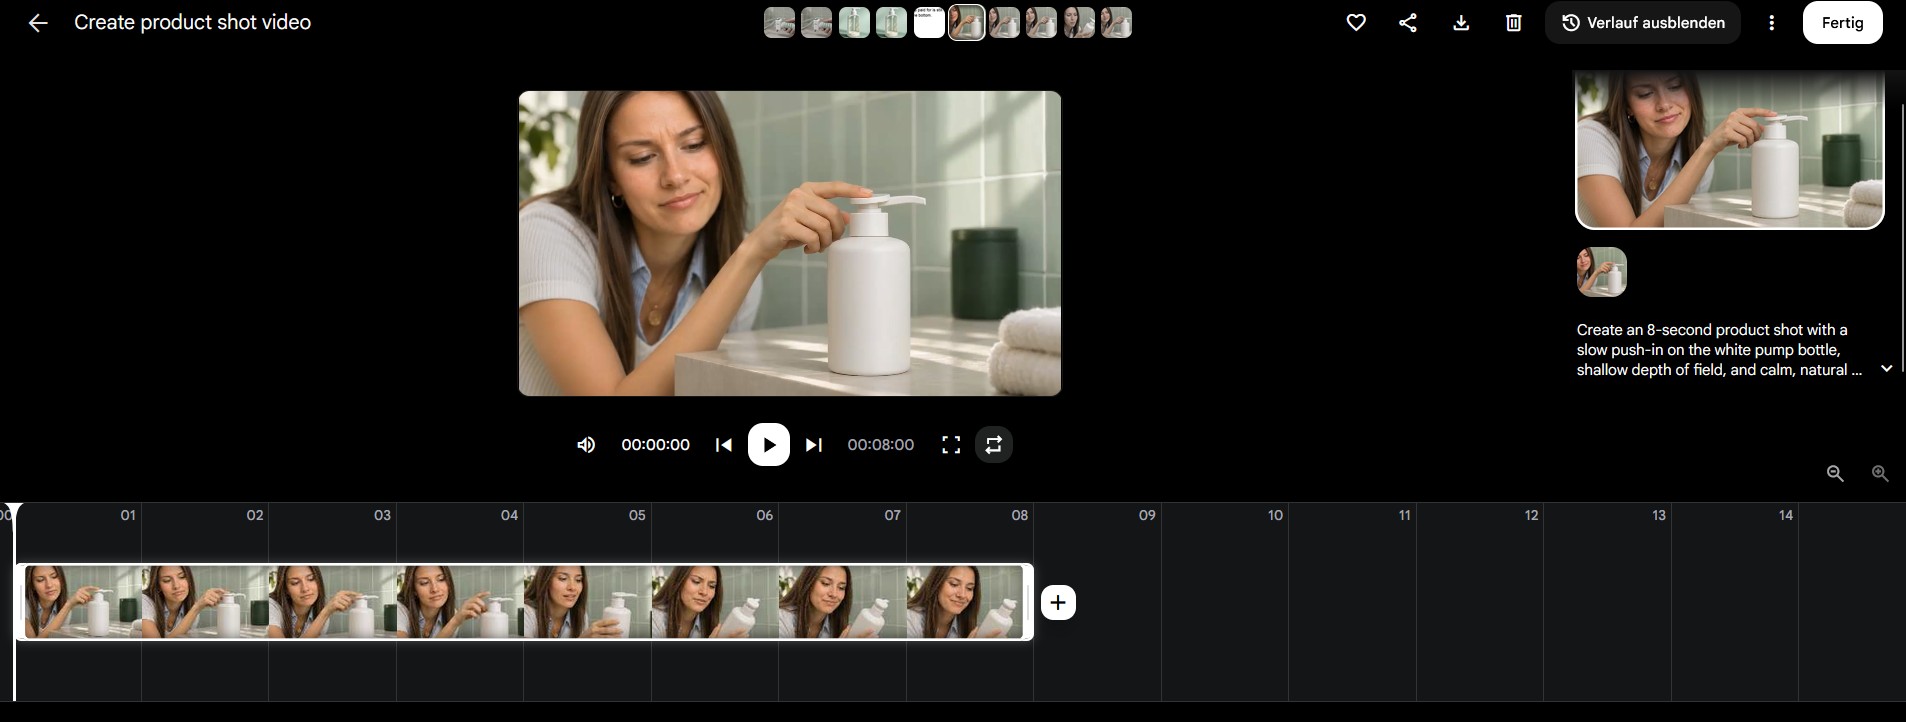 Create product shot video
Verlauf ausblenden
Fertig
Create an 8-second product shot with a
slow push-in on the white pump bottle,
shallow depth of field, and calm, natural ...
00:00:00
00:08:00
01 02 03 04 05 06 07 08 09 10 11 12 13 14